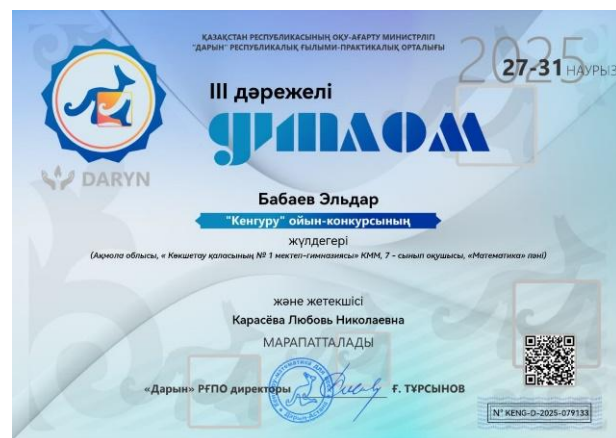 ҚАЗАҚСТАН РЕСПУБЛИКАСЫНЫҢ ОҚУ-АҒАРТУ МИНИСТРЛІГІ
"ДАРЫН" РЕСПУБЛИКАЛЫҚ ҒЫЛЫМИ-ПРАКТИКАЛЫҚ ОРТАЛЫҒЫ
2025
27-31 НАУРЫЗ
III дәрежелі
ДИПЛОМ
DARYN
Бабаев Эльдар
"Кенгуру" ойын-конкурсының
жүлдегері
(Ақмола облысы, « Көкшетау қаласының № 1 мектеп-гимназиясы» КММ, 7 - сынып оқушысы, «Математика» пәні)
және жетекшісі
Карасёва Любовь Николаевна
МАРАПАТТАЛАДЫ
«Дарын» РҒПО директоры Ғ. ТҰРСЫНОВ
N° KENG-D-2025-079133